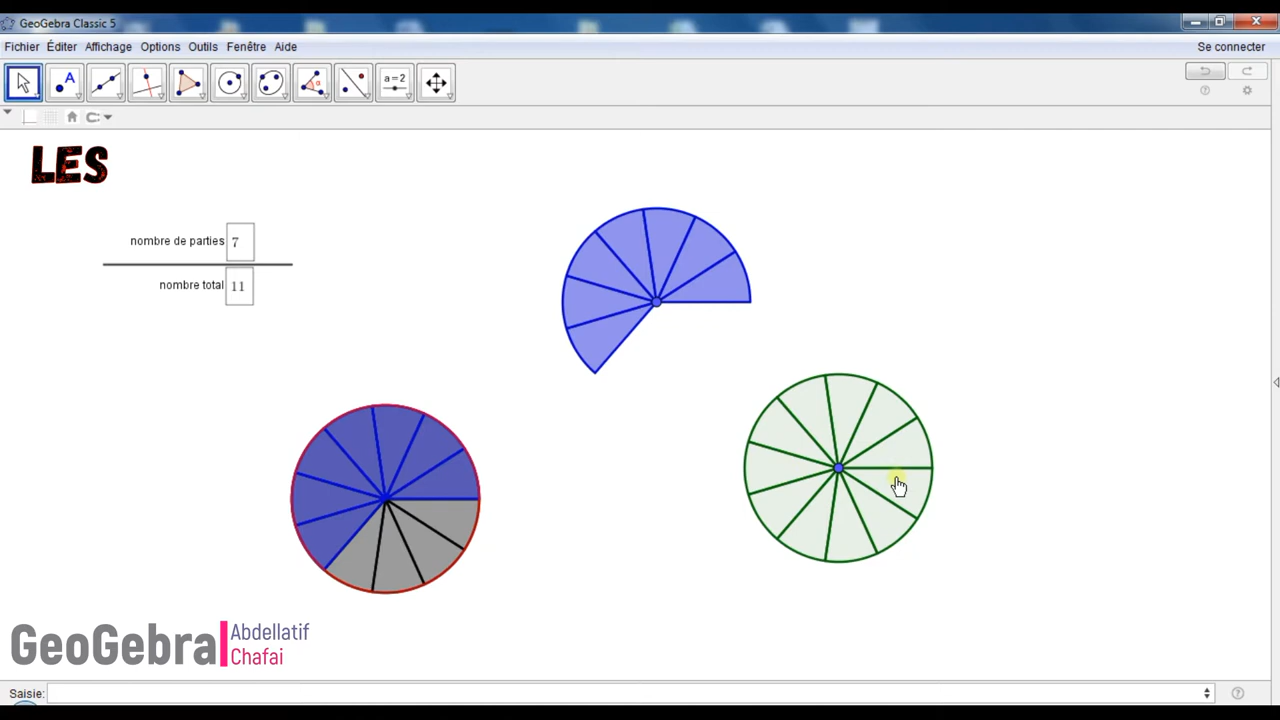 GeoGebra Classic 5
Fichier Éditer Affichage Options Outils Fenêtre Aide
Se connecter
A
α
a = 2
LES
nombre de parties 7
nombre total 11
GeoGebra
Abdellatif
Chafai
Saisie: